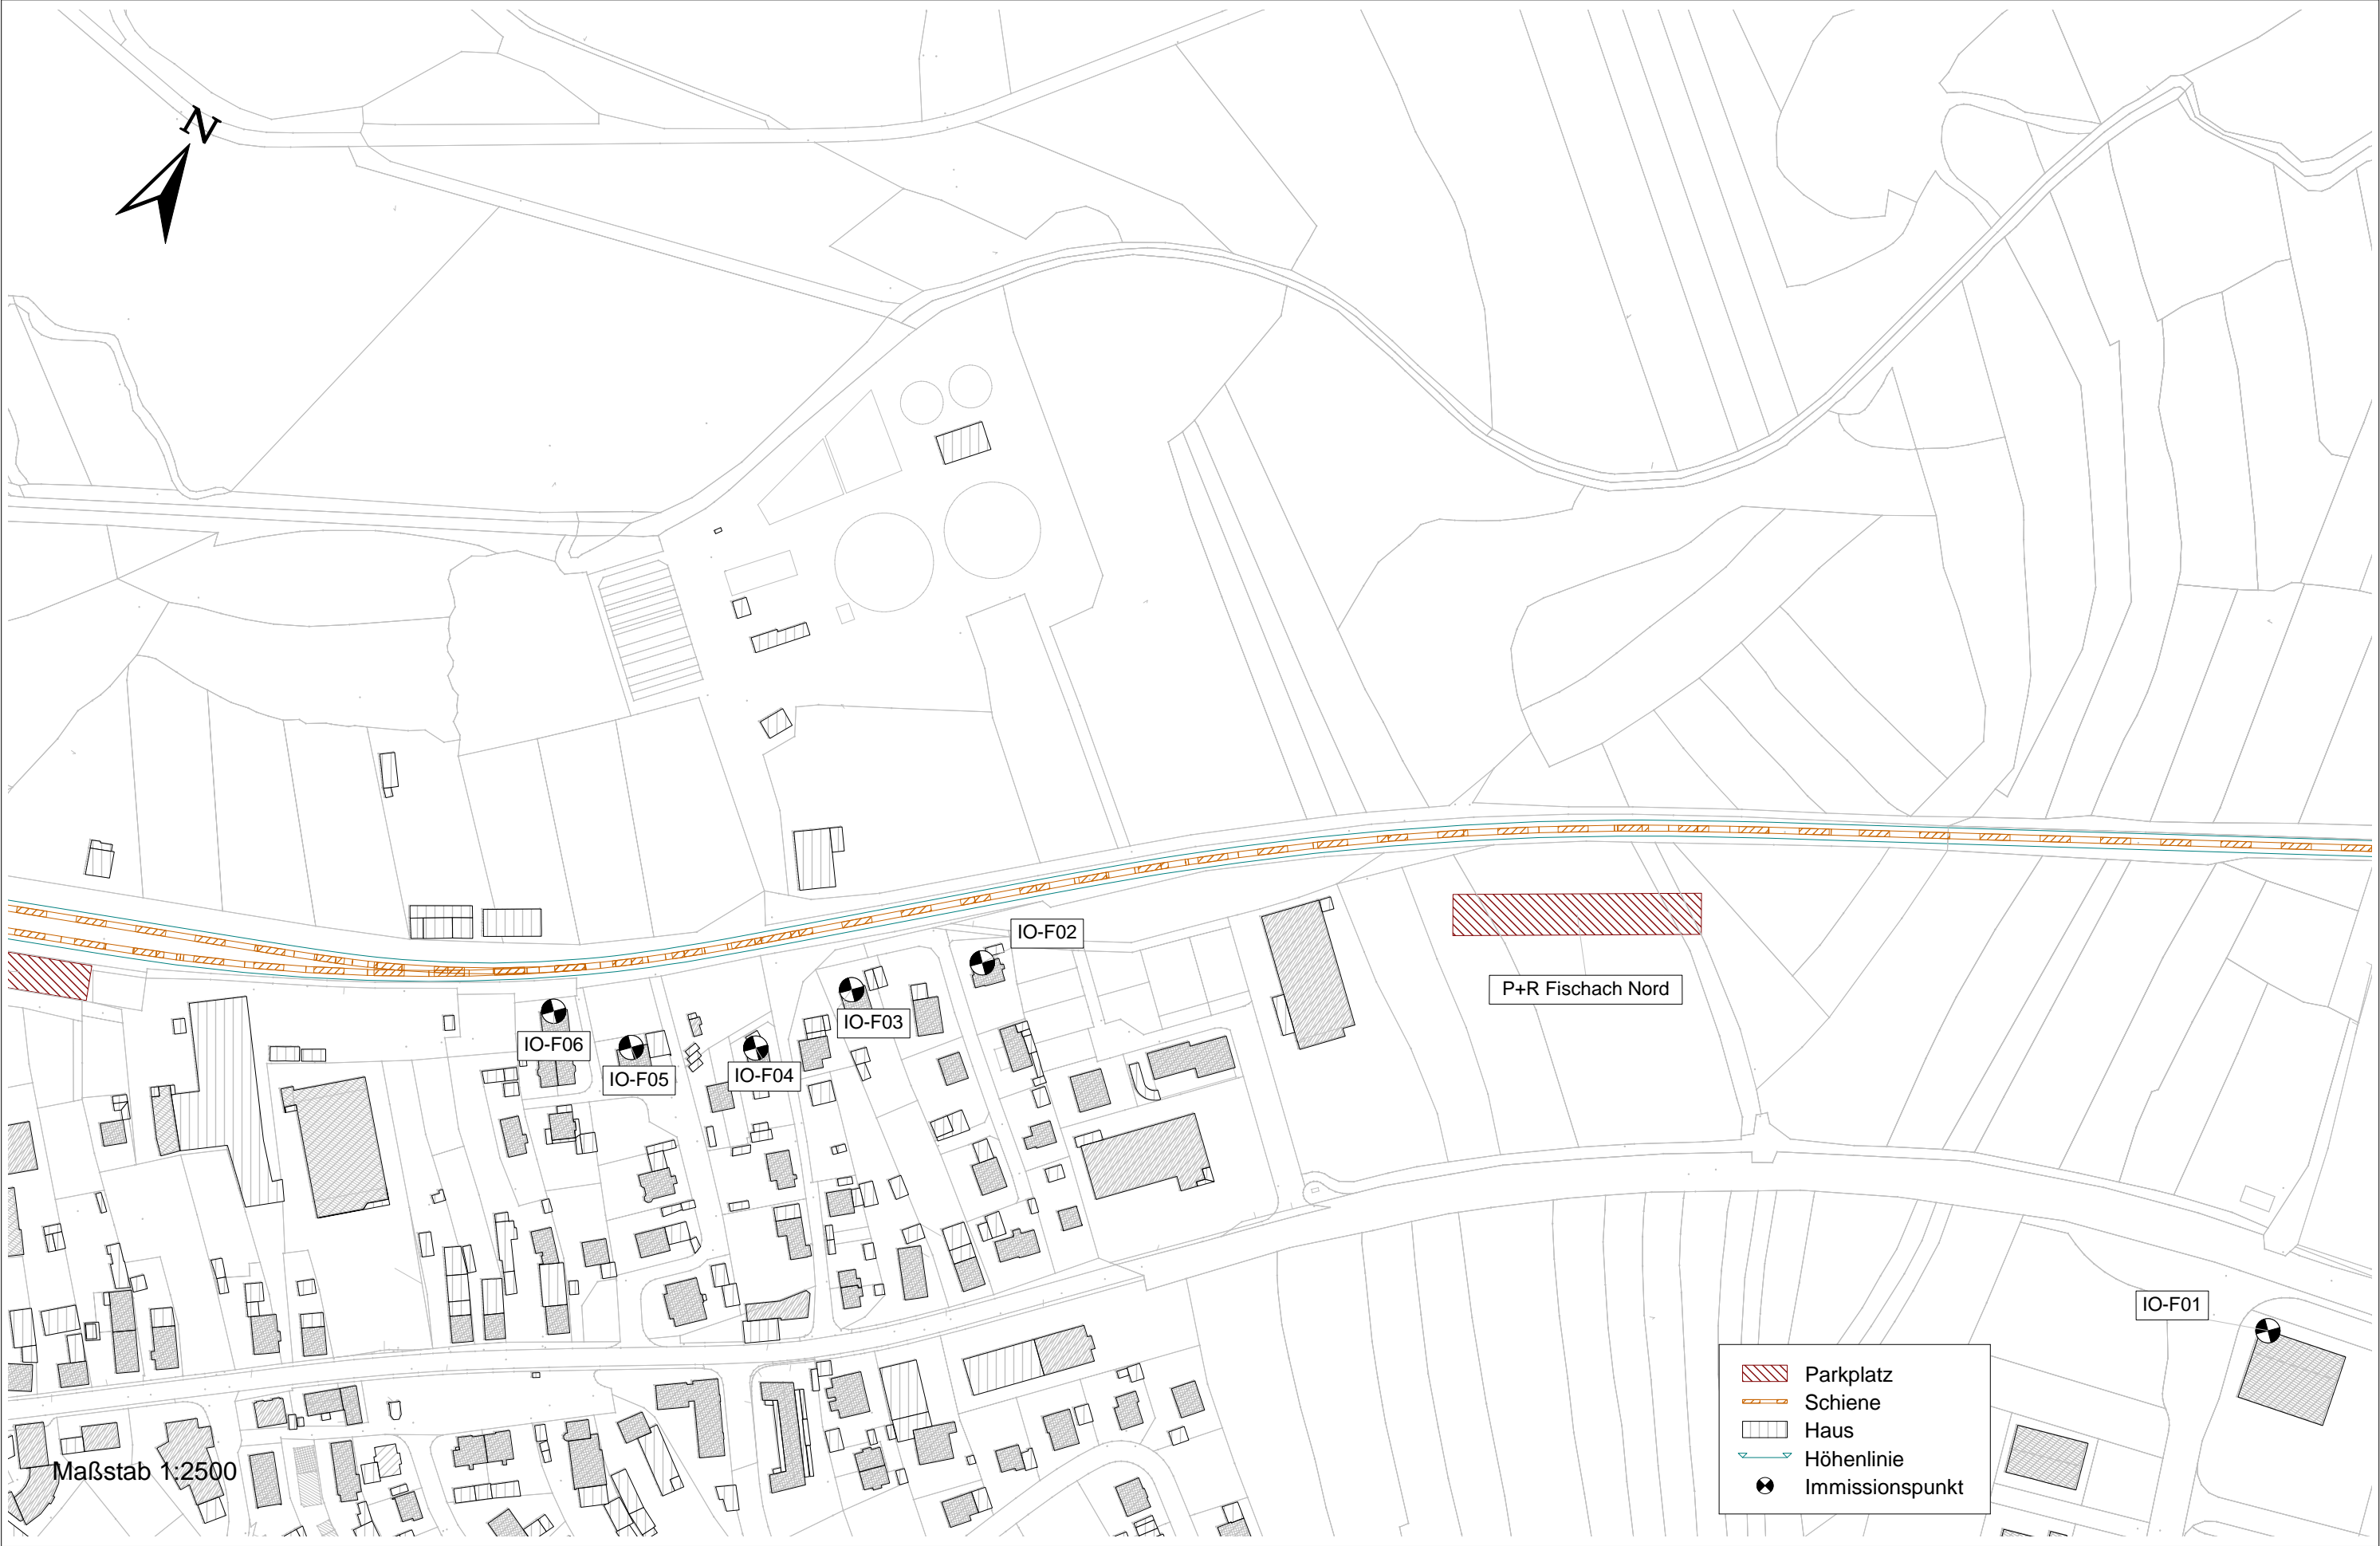 N
IO-F02
P+R Fischach Nord
IO-F03
IO-F06
IO-F04
IO-F05
IO-F01
Parkplatz
Schiene
Haus
Höhenlinie
Immissionspunkt
Maßstab 1:2500